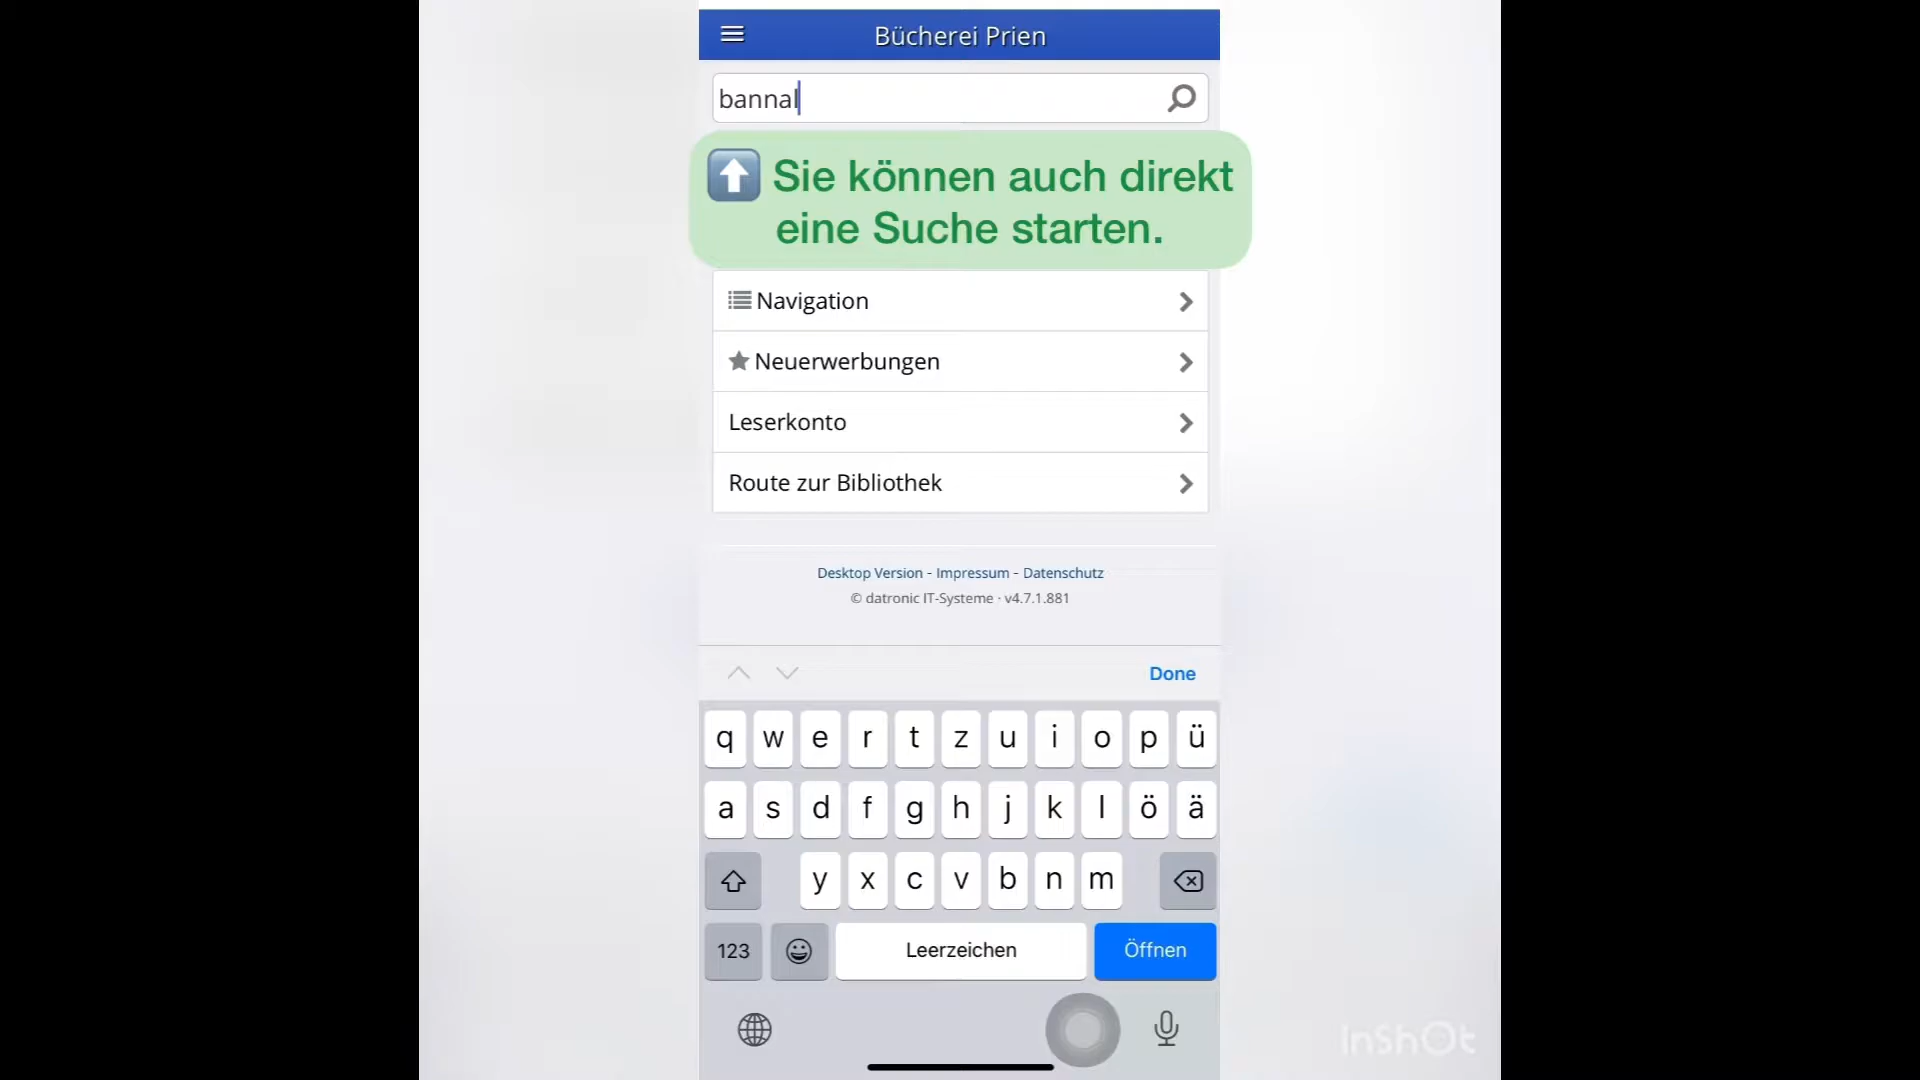 Bücherei Prien
bannal
Sie können auch direkt
eine Suche starten.
Navigation
Neuerwerbungen
Leserkonto
Route zur Bibliothek
Desktop Version - Impressum - Datenschutz
© datronic IT-Systeme · v4.7.1.881
Done
q w e r t z u i o p ü
a s d f g h j k l ö ä
y x c v b n m
123 Leerzeichen Öffnen
InShOt